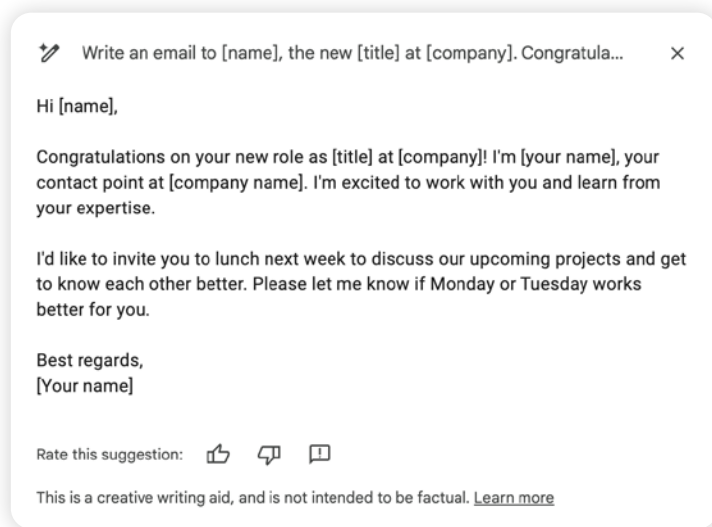 Write an email to [name], the new [title] at [company]. Congratula...
Hi [name],
Congratulations on your new role as [title] at [company]! I'm [your name], your
contact point at [company name]. I'm excited to work with you and learn from
your expertise.
I'd like to invite you to lunch next week to discuss our upcoming projects and get
to know each other better. Please let me know if Monday or Tuesday works
better for you.
Best regards,
[Your name]
Rate this suggestion:
This is a creative writing aid, and is not intended to be factual. Learn more